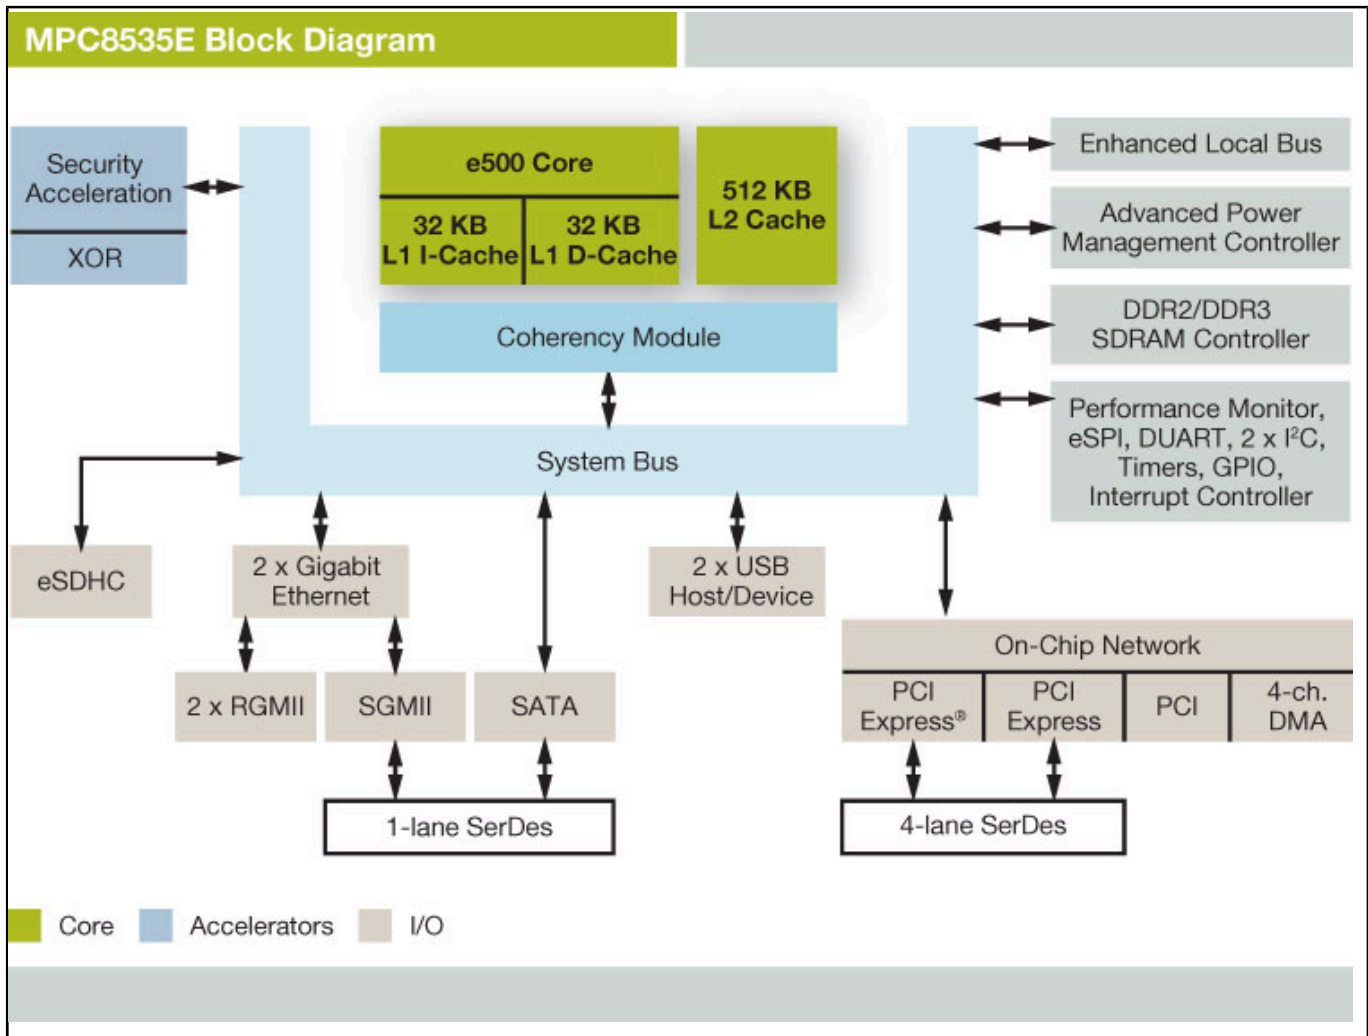 MPC8535E Block Diagram
Security
Acceleration
XOR
e500 Core
32 KB
L1 I-Cache
32 KB
L1 D-Cache
512 KB
L2 Cache
Coherency Module
System Bus
Enhanced Local Bus
Advanced Power
Management Controller
DDR2/DDR3
SDRAM Controller
Performance Monitor,
eSPI, DUART, 2 x I²C,
Timers, GPIO,
Interrupt Controller
eSDHC
2 x Gigabit
Ethernet
2 x USB
Host/Device
2 x RGMII
SGMII
SATA
On-Chip Network
PCI
Express®
PCI
Express
PCI
4-ch.
DMA
1-lane SerDes
4-lane SerDes
Core
Accelerators
I/O